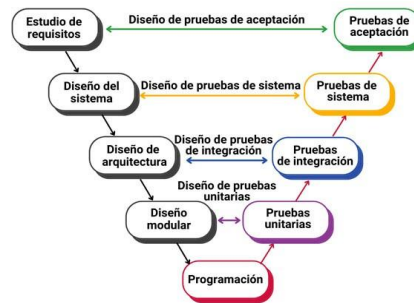 Estudio de
requisitos
Diseño de pruebas de aceptación
Pruebas de
aceptación
Diseño del
sistema
Diseño de pruebas de sistema
Pruebas de
sistema
Diseño de
arquitectura
Diseño de pruebas
de integración
Pruebas
de integración
Diseño
modular
Diseño de pruebas
unitarias
Pruebas
unitarias
Programación